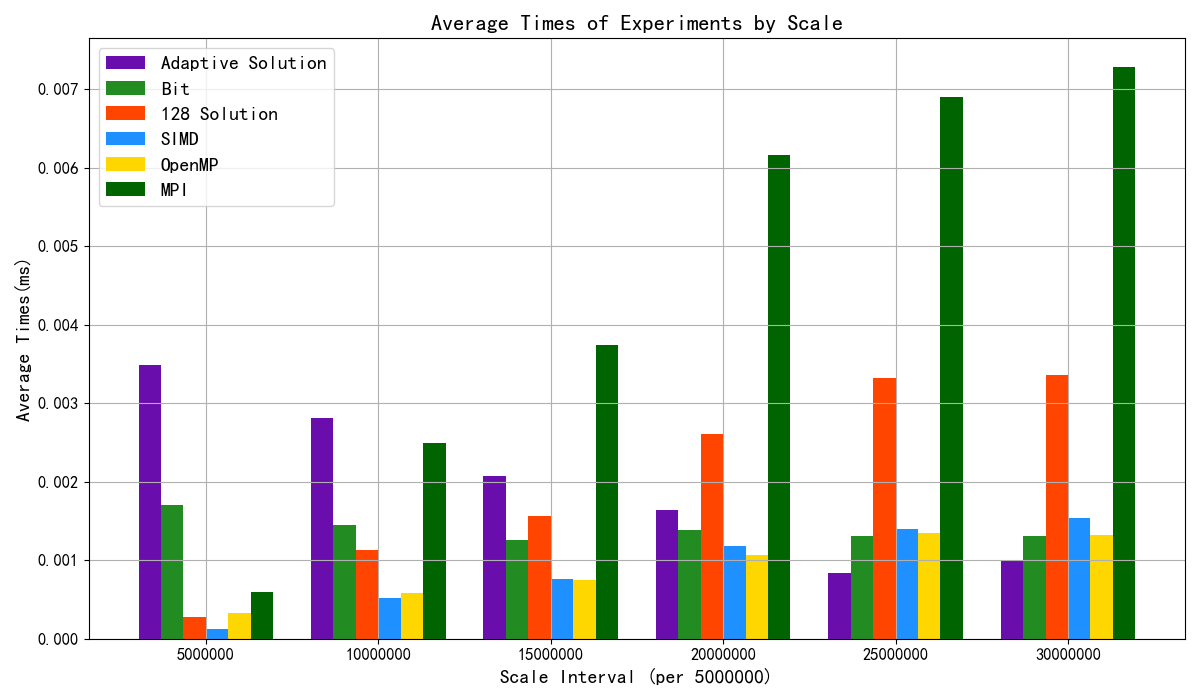 Average Times of Experiments by Scale
Adaptive Solution
Bit
128 Solution
SIMD
OpenMP
MPI
0.007
0.006
0.005
0.004
0.003
0.002
0.001
0.000
Average Times(ms)
5000000 10000000 15000000 20000000 25000000 30000000
Scale Interval (per 5000000)